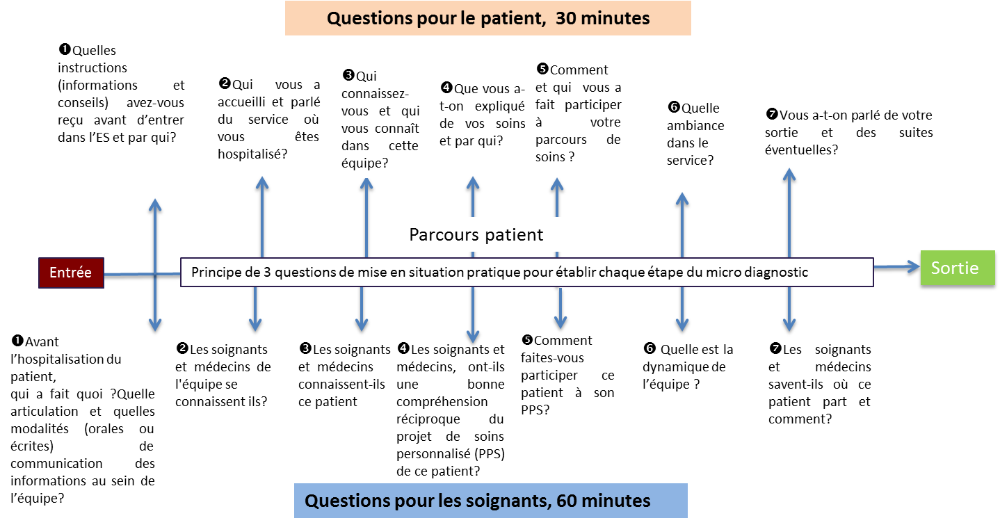 Questions pour le patient, 30 minutes
❶Quelles
instructions
(informations et
conseils) avez-vous
reçu avant d’entrer
dans l’ES et par qui?
❷Qui vous a
accueilli et parlé
du service où
vous êtes
hospitalisé?
❸Qui
connaissez-
vous et qui
vous connaît
dans cette
équipe?
❹Que vous a-
t-on expliqué
de vos soins
et par qui?
❺Comment
et qui vous a
fait participer
à votre
parcours de
soins ?
❻Quelle
ambiance
dans le
service?
❼Vous a-t-on parlé de votre
sortie et des suites
éventuelles?
Parcours patient
Entrée
Principe de 3 questions de mise en situation pratique pour établir chaque étape du micro diagnostic
Sortie
❶Avant
l’hospitalisation du
patient,
qui a fait quoi ?Quelle
articulation et quelles
modalités (orales ou
écrites) de
communication des
informations au sein de
l’équipe?
❷Les soignants
et médecins de
l'équipe se
connaissent ils?
❸Les soignants
et médecins
connaissent-ils
ce patient
❹Les soignants et
médecins, ont-ils
une bonne
compréhension
réciproque du
projet de soins
personnalisé (PPS)
de ce patient?
❺Comment
faites-vous
participer ce
patient à son
PPS?
❻ Quelle est la
dynamique de
l’équipe ?
❼Les soignants
et médecins
savent-ils où ce
patient part et
comment?
Questions pour les soignants, 60 minutes